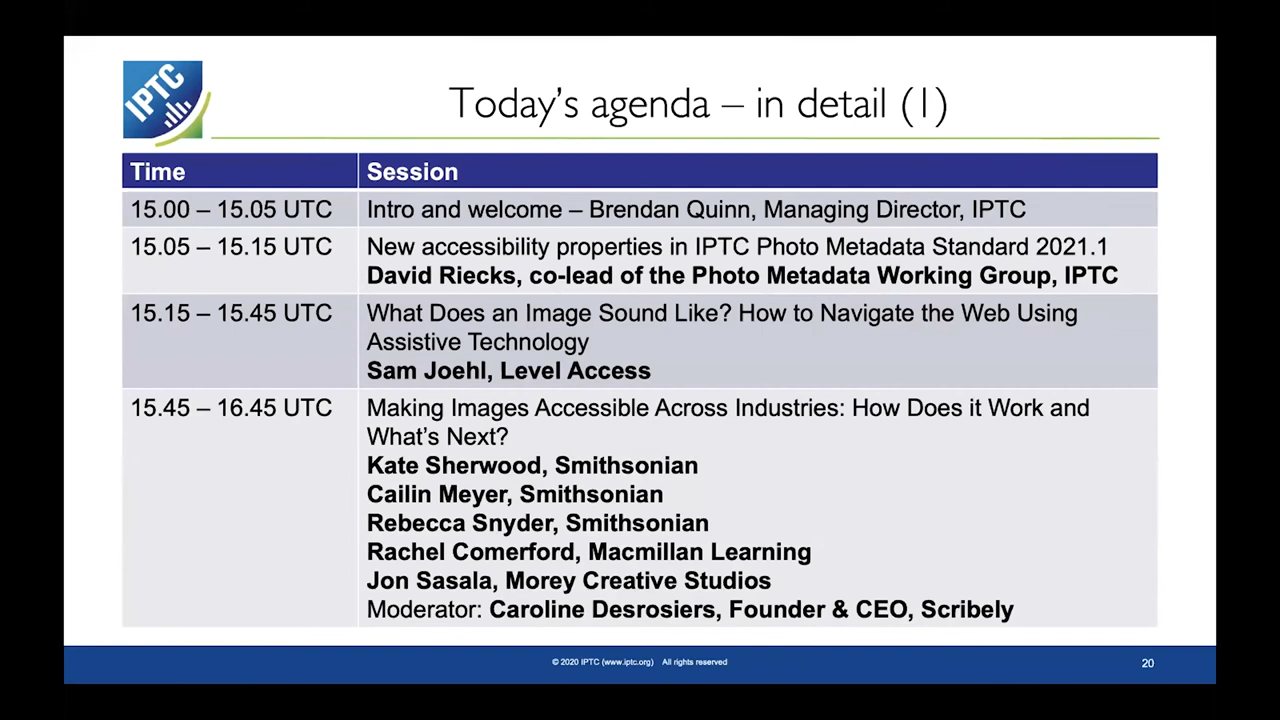 IPTC
Today's agenda – in detail (1)
Time
Session
15.00 – 15.05 UTC
Intro and welcome – Brendan Quinn, Managing Director, IPTC
15.05 – 15.15 UTC
New accessibility properties in IPTC Photo Metadata Standard 2021.1
David Riecks, co-lead of the Photo Metadata Working Group, IPTC
15.15 – 15.45 UTC
What Does an Image Sound Like? How to Navigate the Web Using
Assistive Technology
Sam Joehl, Level Access
15.45 – 16.45 UTC
Making Images Accessible Across Industries: How Does it Work and
What's Next?
Kate Sherwood, Smithsonian
Cailin Meyer, Smithsonian
Rebecca Snyder, Smithsonian
Rachel Comerford, Macmillan Learning
Jon Sasala, Morey Creative Studios
Moderator: Caroline Desrosiers, Founder & CEO, Scribely
© 2020 IPTC (www.iptc.org) All rights reserved
20